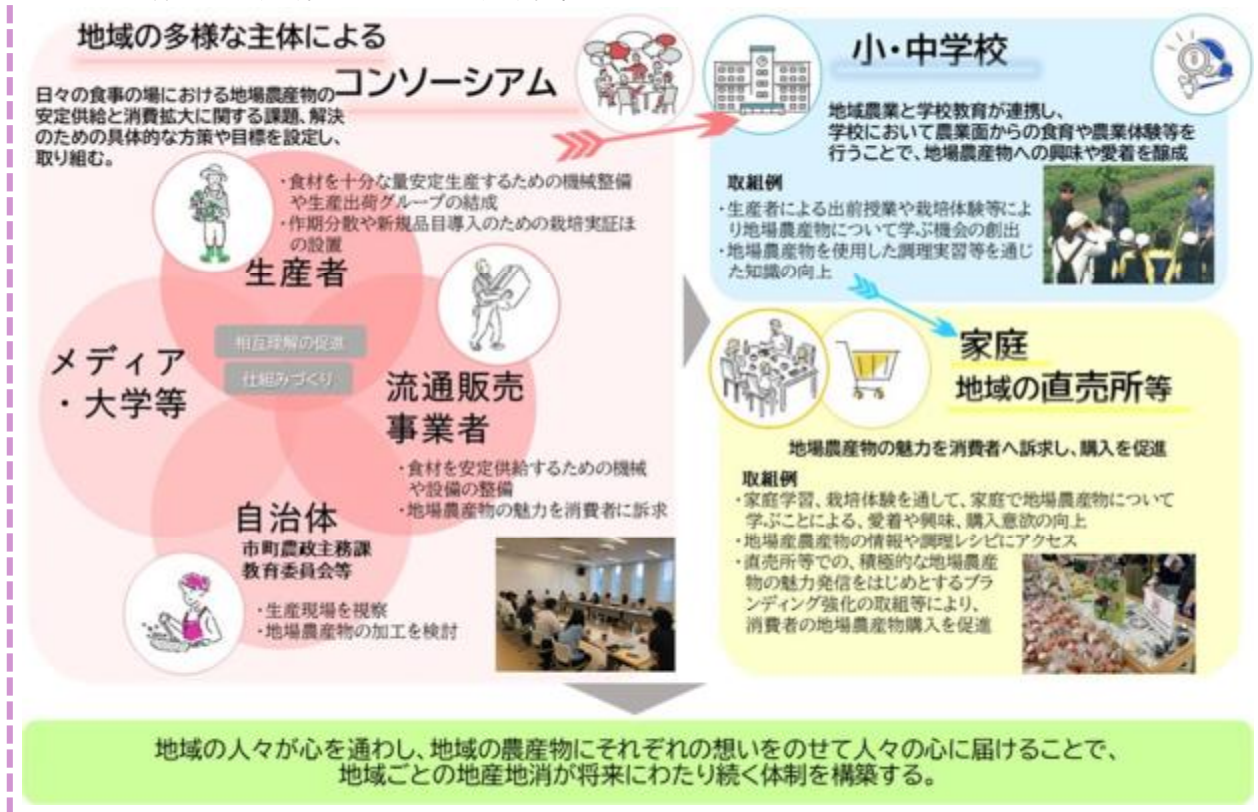 地域の多様な主体による
コンソーシアム
日々の食事の場における地場農産物の
安定供給と消費拡大に関する課題、解決
のための具体的な方策や目標を設定し、
取り組む。
・食材を十分な量安定生産するための機械整備
や生産出荷グループの結成
・作期分散や新規品目導入のための栽培実証ほ
の設置
生産者
相互理解の促進
仕組みづくり
メディア
・大学等
流通販売
事業者
・食材を安定供給するための機械
や設備の整備
・地場農産物の魅力を消費者に訴求
自治体
市町農政主務課
教育委員会等
・生産現場を視察
・地場農産物の加工を検討
小・中学校
地域農業と学校教育が連携し、
学校において農業面からの食育や農業体験等を
行うことで、地場農産物への興味や愛着を醸成
取組例
・生産者による出前授業や栽培体験等によ
り地場農産物について学ぶ機会の創出
・地場農産物を使用した調理実習等を通じ
た知識の向上
家庭
地域の直売所等
地場農産物の魅力を消費者へ訴求し、購入を促進
取組例
・家庭学習、栽培体験を通して、家庭で地場農産物について
学ぶことによる、愛着や興味、購入意欲の向上
・地場産農産物の情報や調理レシピにアクセス
・直売所等での、積極的な地場農産
物の魅力発信をはじめとするブラ
ンディング強化の取組等により、
消費者の地場農産物購入を促進
地域の人々が心を通わし、地域の農産物にそれぞれの想いをのせて人々の心に届けることで、
地域ごとの地産地消が将来にわたり続く体制を構築する。